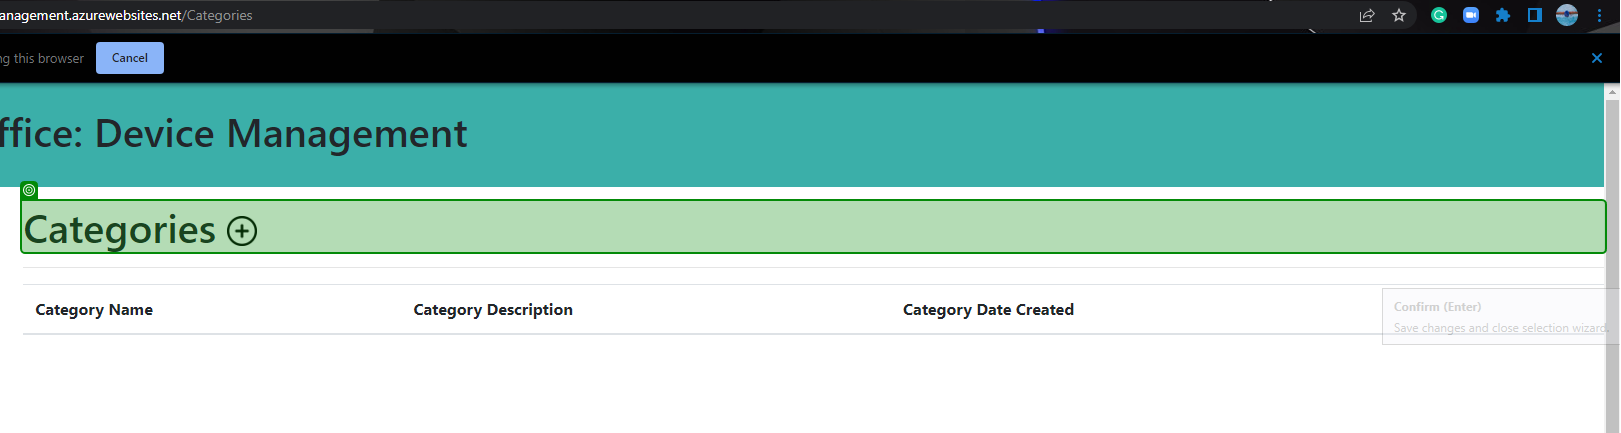 anagement.azurewebsites.net/Categories
ng this browser Cancel
ffice: Device Management
Categories
Category Name Category Description Category Date Created
Confirm (Enter)
Save changes and close selection wizard.